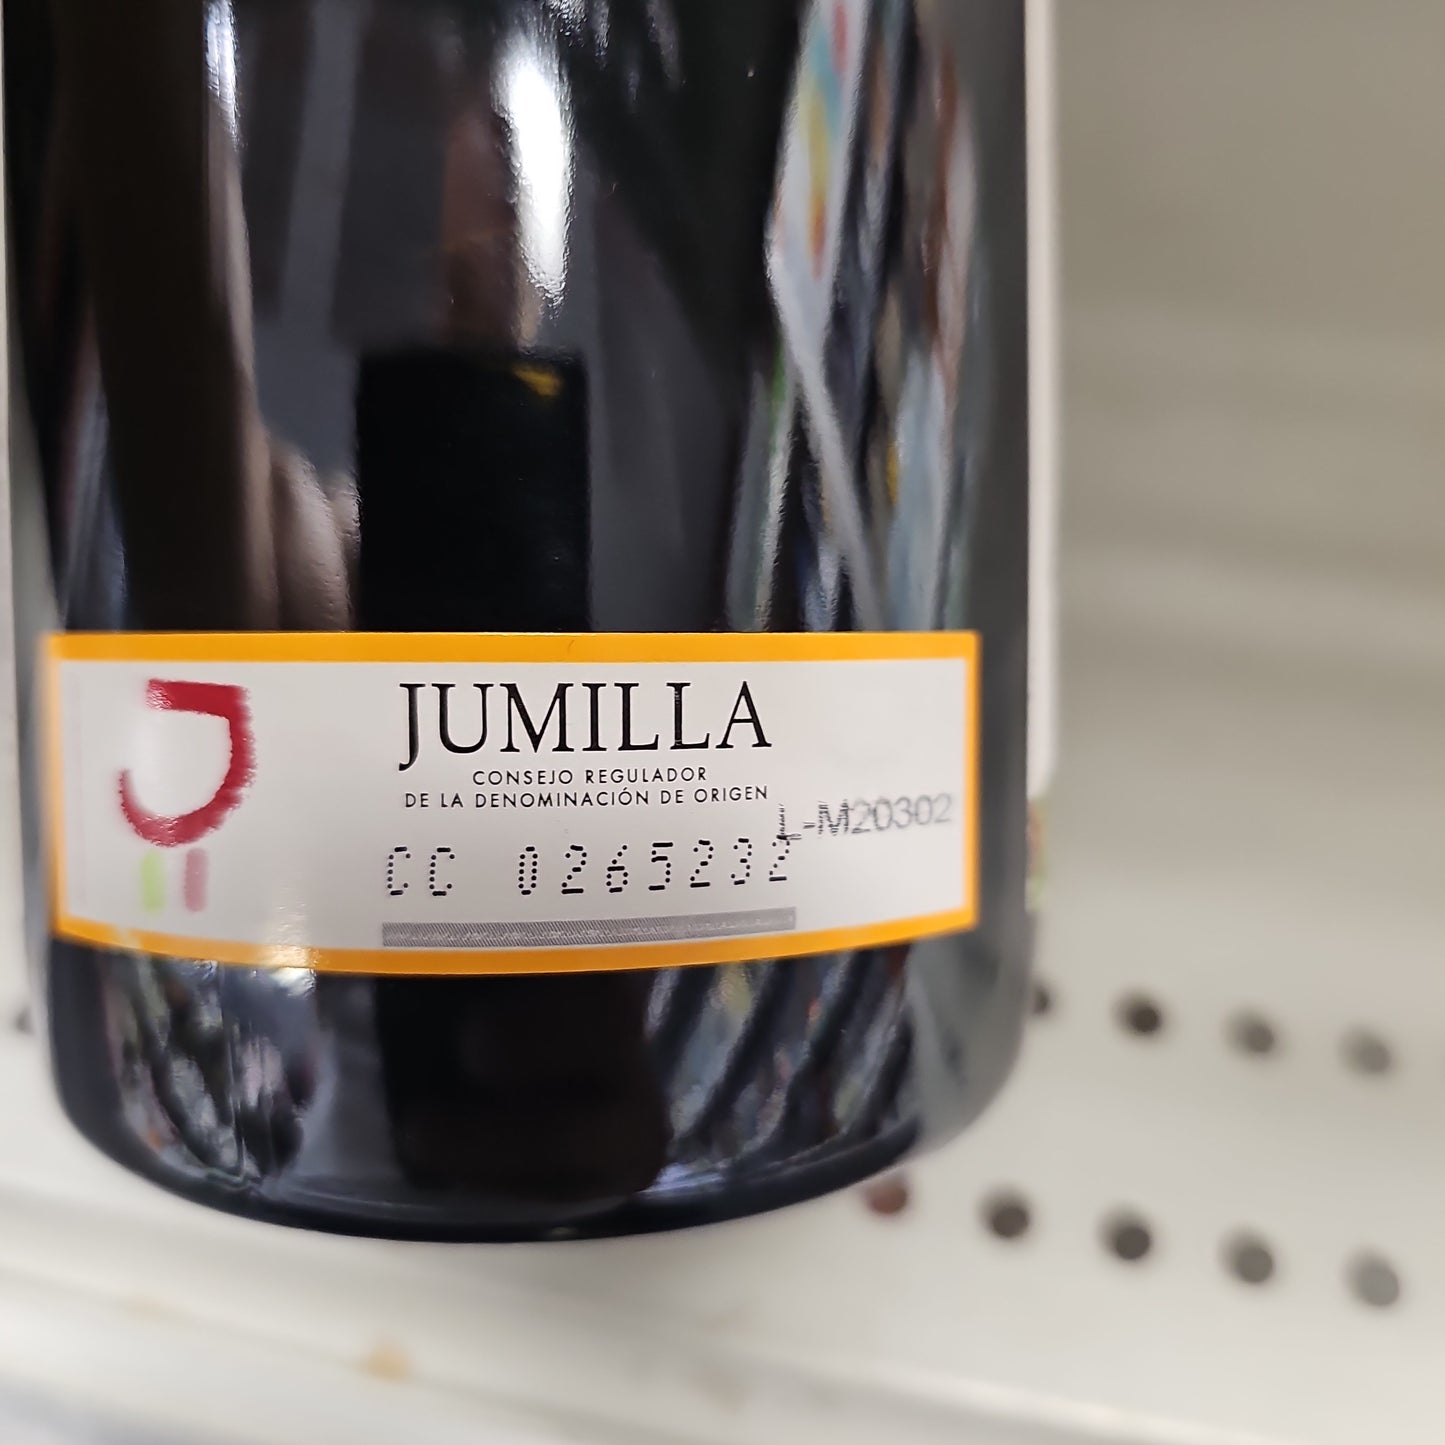 JUMILLA
CONSEJO REGULADOR
DE LA DENOMINACIÓN DE ORIGEN
L-M20302
CC 0265232